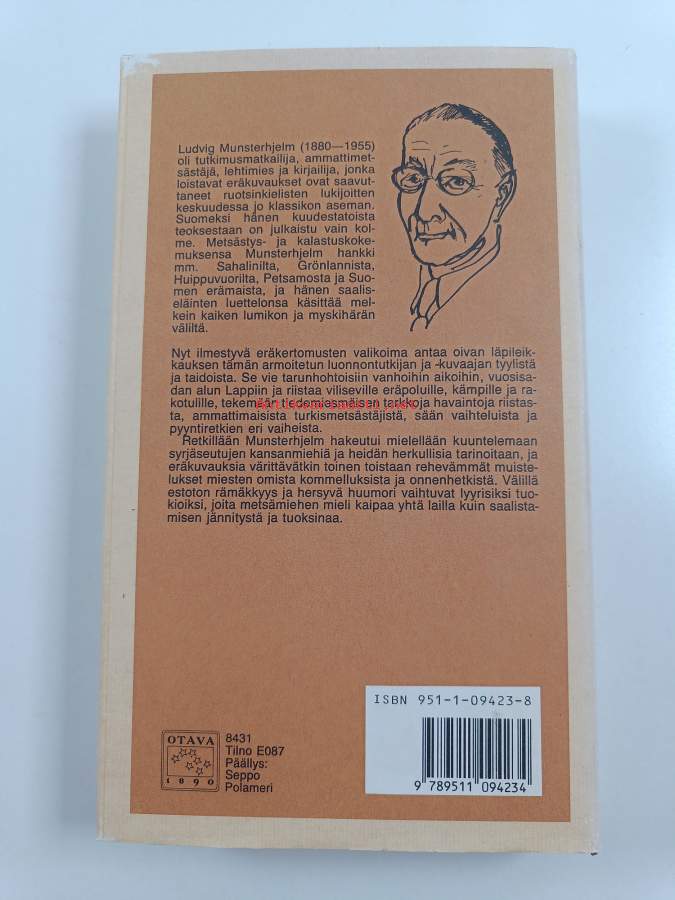 Ludvig Munsterhjelm (1880—1955)
oli tutkimusmatkailija, ammattimet-
sästäjä, lehtimies ja kirjailija, jonka
loistavat eräkuvaukset ovat saavut-
taneet ruotsinkielisten lukijoitten
keskuudessa jo klassikon aseman.
Suomeksi hänen kuudestatoista
teoksestaan on julkaistu vain kol-
me. Metsästys- ja kalastuskoke-
muksensa Munsterhjelm hankki
mm. Sahalinilta, Grönlannista,
Huippuvuorilta, Petsamosta ja Suo-
men erämaista, ja hänen saalis-
eläinten luettelonsa käsittää mel-
kein kaiken lumikon ja myskihärän
väliltä.
Nyt ilmestyvä eräkertomusten valikoima antaa oivan läpileik-
kauksen tämän armoitetun luonnontutkijan ja -kuvaajan tyylistä
ja taidoista. Se vie tarunhohtoisiin vanhoihin aikoihin, vuosisa-
dan alun Lappiin ja riistaa viliseville eräpoluille, kämpille ja ra-
kotulille, tekemään tiedemiesmäisen tarkkoja havaintoja riistas-
ta, ammattimaisista turkismetsästäjistä, sään vaihteluista ja
pyyntiretkien eri vaiheista.
Retkillään Munsterhjelm hakeutui mielellään kuuntelemaan
syrjäseutujen kansanmiehiä ja heidän herkullisia tarinoitaan, ja
eräkuvauksia värittävätkin toinen toistaan rehevämmät muiste-
lukset miesten omista kommelluksista ja onnenhetkistä. Välillä
estoton rämäkkyys ja hersyvä huumori vaihtuvat lyyrisiksi tuo-
kioiksi, joita metsämiehen mieli kaipaa yhtä lailla kuin saalista-
misen jännitystä ja tuoksinaa.
ISBN 951-1-09423-8
9 789511 094234
OTAVA
1890
8431
Tilno E087
Päällys:
Seppo
Polameri